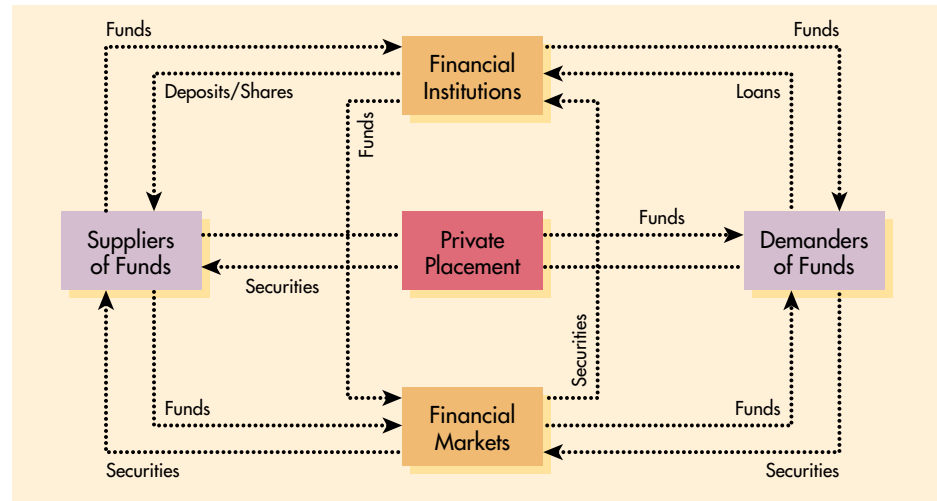 Funds
Financial
Institutions
Funds
Deposits/Shares
Loans
Funds
Suppliers
of Funds
Private
Placement
Funds
Demanders
of Funds
Securities
Securities
Funds
Financial
Markets
Funds
Securities
Securities